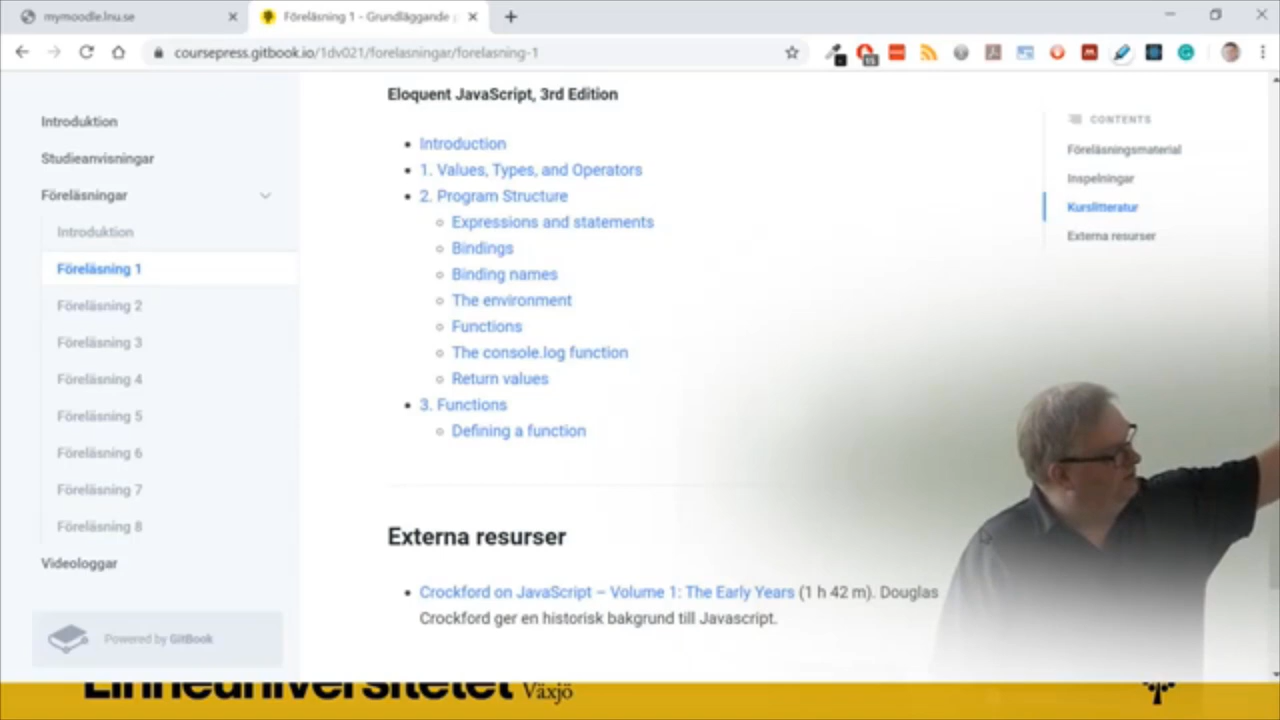 mymoodle.lnu.se
Föreläsning 1 - Grundläggande
coursepress.gitbook.io/1dv021/forelasningar/forelasning-1
Introduktion
Studieanvisningar
Föreläsningar
Introduktion
Föreläsning 1
Föreläsning 2
Föreläsning 3
Föreläsning 4
Föreläsning 5
Föreläsning 6
Föreläsning 7
Föreläsning 8
Videologgar
Powered by GitBook
Eloquent JavaScript, 3rd Edition
Introduction
1. Values, Types, and Operators
2. Program Structure
Expressions and statements
Bindings
Binding names
The environment
Functions
The console.log function
Return values
3. Functions
Defining a function
Externa resurser
Crockford on JavaScript – Volume 1: The Early Years (1 h 42 m). Douglas
Crockford ger en historisk bakgrund till Javascript.
CONTENTS
Föreläsningsmaterial
Inspelningar
Kurslitteratur
Externa resurser
Linnéuniversitetet Växjö